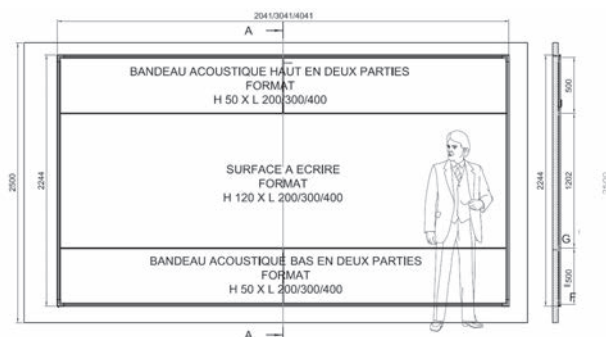 2041/3041/4041
A
BANDEAU ACOUSTIQUE HAUT EN DEUX PARTIES
FORMAT
H 50 X L 200/300/400
SURFACE A ECRIRE
FORMAT
H 120 X L 200/300/400
BANDEAU ACOUSTIQUE BAS EN DEUX PARTIES
FORMAT
H 50 X L 200/300/400
A
2500
2244
2244
500
J
1202
G
500
F